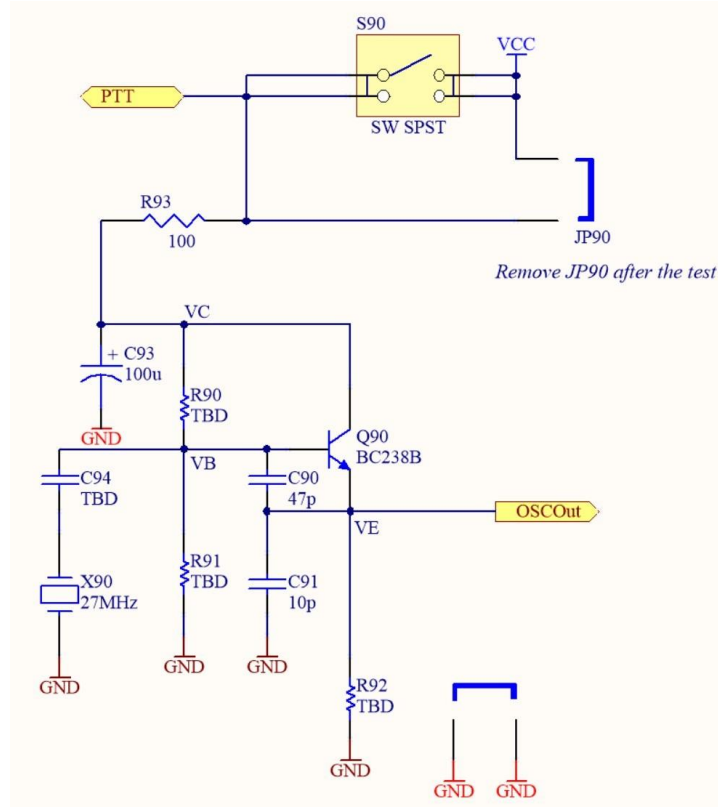 S90
VCC
PTT
SW SPST
R93
100
JP90
Remove JP90 after the test
VC
+ C93
100u
R90
TBD
GND
Q90
BC238B
VB
C94
TBD
C90
47p
OSCOut
VE
R91
TBD
X90
27MHz
C91
10p
GND
GND
GND
R92
TBD
GND
GND
GND